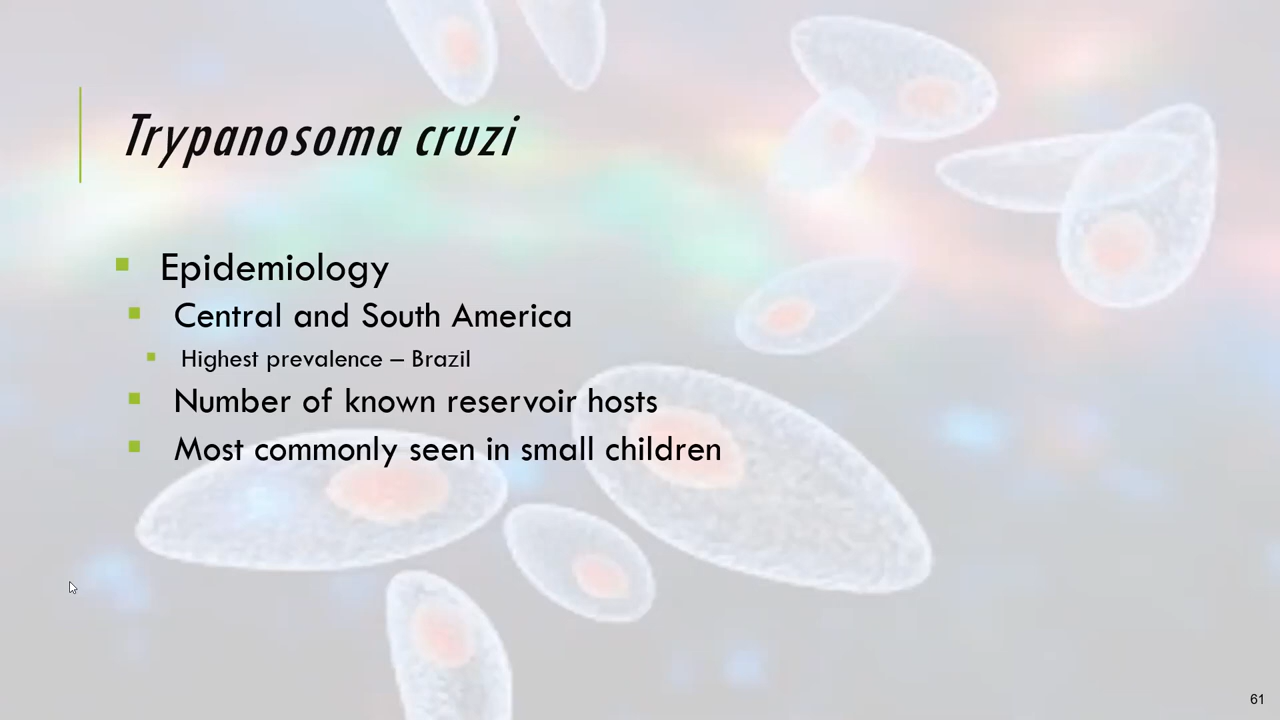 Trypanosoma cruzi
Epidemiology
Central and South America
Highest prevalence – Brazil
Number of known reservoir hosts
Most commonly seen in small children
61